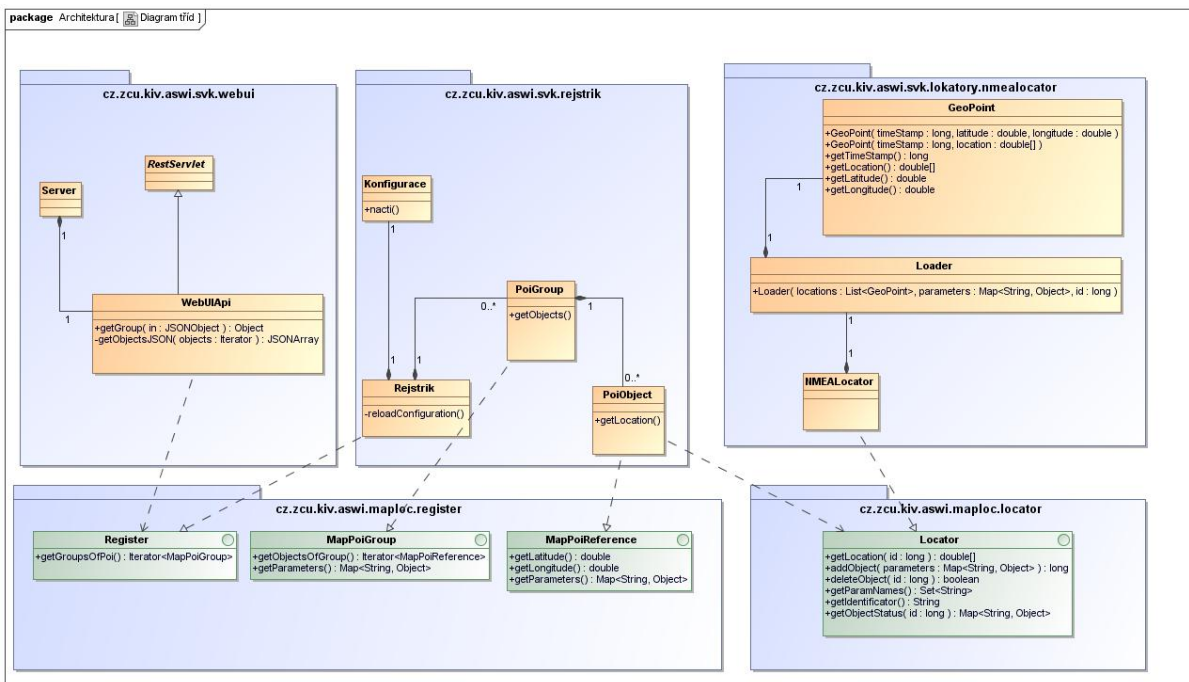 package Architektura [ Diagram tříd ]
cz.zcu.kiv.aswi.svk.webui
RestServlet
Server
1
1
WebUIApi
+getGroup( in : JSONObject ) : Object
-getObjectsJSON( objects : Iterator ) : JSONArray
cz.zcu.kiv.aswi.svk.rejstrik
Konfigurace
+nacti()
1
PoiGroup
+getObjects()
0..*
1
1
1
Rejstrik
-reloadConfiguration()
0..*
PoiObject
+getLocation()
cz.zcu.kiv.aswi.svk.lokatory.nmealocator
GeoPoint
+GeoPoint( timeStamp : long, latitude : double, longitude : double )
+GeoPoint( timeStamp : long, location : double[] )
+getTimeStamp() : long
+getLocation() : double[]
+getLatitude() : double
+getLongitude() : double
1
1
Loader
+Loader( locations : List<GeoPoint>, parameters : Map<String, Object>, id : long )
1
1
NMEALocator
cz.zcu.kiv.aswi.maploc.register
Register
+getGroupsOfPoi() : Iterator<MapPoiGroup>
MapPoiGroup
+getObjectsOfGroup() : Iterator<MapPoiReference>
+getParameters() : Map<String, Object>
MapPoiReference
+getLatitude() : double
+getLongitude() : double
+getParameters() : Map<String, Object>
cz.zcu.kiv.aswi.maploc.locator
Locator
+getLocation( id : long ) : double[]
+addObject( parameters : Map<String, Object> ) : long
+deleteObject( id : long ) : boolean
+getParamNames() : Set<String>
+getIdentificator() : String
+getObjectStatus( id : long ) : Map<String, Object>